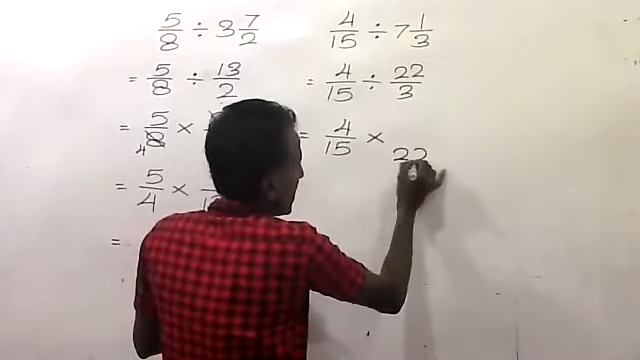 5/8 ÷ 3 7/2
= 5/8 ÷ 13/2
= 5/8 ×
4
= 5/4 ×
=
4/15 ÷ 7 1/3
= 4/15 ÷ 22/3
= 4/15 × 22